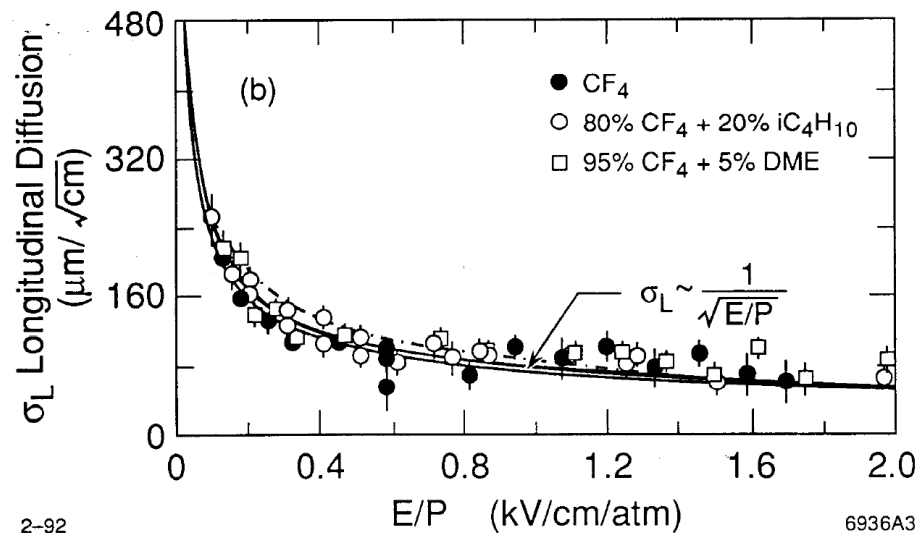 480
320
160
0
σL Longitudinal Diffusion
(μm/ √cm)
(b)
CF4
80% CF4 + 20% iC4H10
95% CF4 + 5% DME
σL ~ 1/√E/P
0 0.4 0.8 1.2 1.6 2.0
E/P (kV/cm/atm)
2–92
6936A3